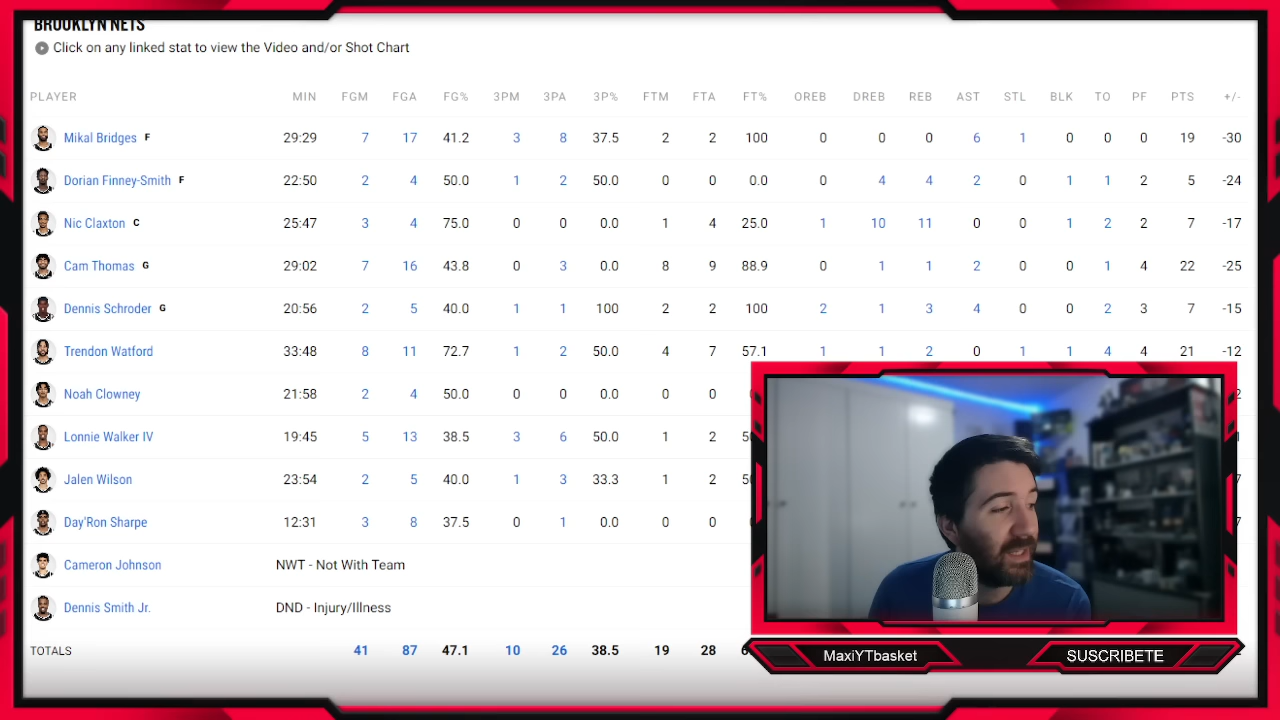 BROOKLYN NETS
Click on any linked stat to view the Video and/or Shot Chart
PLAYER MIN FGM FGA FG% 3PM 3PA 3P% FTM FTA FT% OREB DREB REB AST STL BLK TO PF PTS +/-
Mikal Bridges F 29:29 7 17 41.2 3 8 37.5 2 2 100 0 0 0 6 1 0 0 0 19 -30
Dorian Finney-Smith F 22:50 2 4 50.0 1 2 50.0 0 0 0.0 0 4 4 2 0 1 1 2 5 -24
Nic Claxton C 25:47 3 4 75.0 0 0 0.0 1 4 25.0 1 10 11 0 0 1 2 2 7 -17
Cam Thomas G 29:02 7 16 43.8 0 3 0.0 8 9 88.9 0 1 1 2 0 0 1 4 22 -25
Dennis Schroder G 20:56 2 5 40.0 1 1 100 2 2 100 2 1 3 4 0 0 2 3 7 -15
Trendon Watford 33:48 8 11 72.7 1 2 50.0 4 7 57.1 1 1 2 0 1 1 4 4 21 -12
Noah Clowney 21:58 2 4 50.0 0 0 0.0 0 0
Lonnie Walker IV 19:45 5 13 38.5 3 6 50.0 1 2
Jalen Wilson 23:54 2 5 40.0 1 3 33.3 1 2
Day'Ron Sharpe 12:31 3 8 37.5 0 1 0.0 0 0
Cameron Johnson NWT - Not With Team
Dennis Smith Jr. DND - Injury/Illness
TOTALS 41 87 47.1 10 26 38.5 19 28
MaxiYTbasket SUSCRIBETE